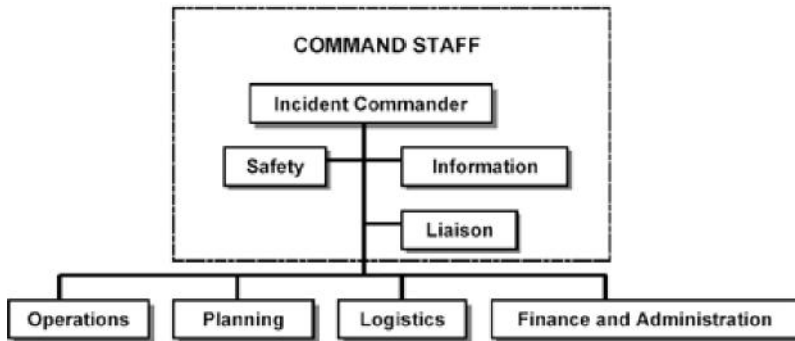 COMMAND STAFF
Incident Commander
Safety
Information
Liaison
Operations
Planning
Logistics
Finance and Administration